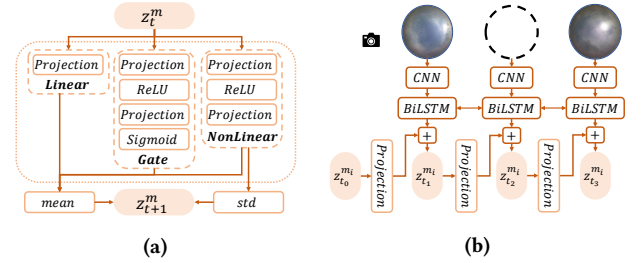 z_t^m
Projection
Linear
Projection
ReLU
Projection
Sigmoid
Gate
Projection
ReLU
Projection
NonLinear
mean
z_{t+1}^m
std
(a)
CNN
CNN
CNN
BiLSTM
BiLSTM
BiLSTM
+
+
+
z_{t_0}^{m_i}
Projection
z_{t_1}^{m_i}
Projection
z_{t_2}^{m_i}
Projection
z_{t_3}^{m_i}
(b)